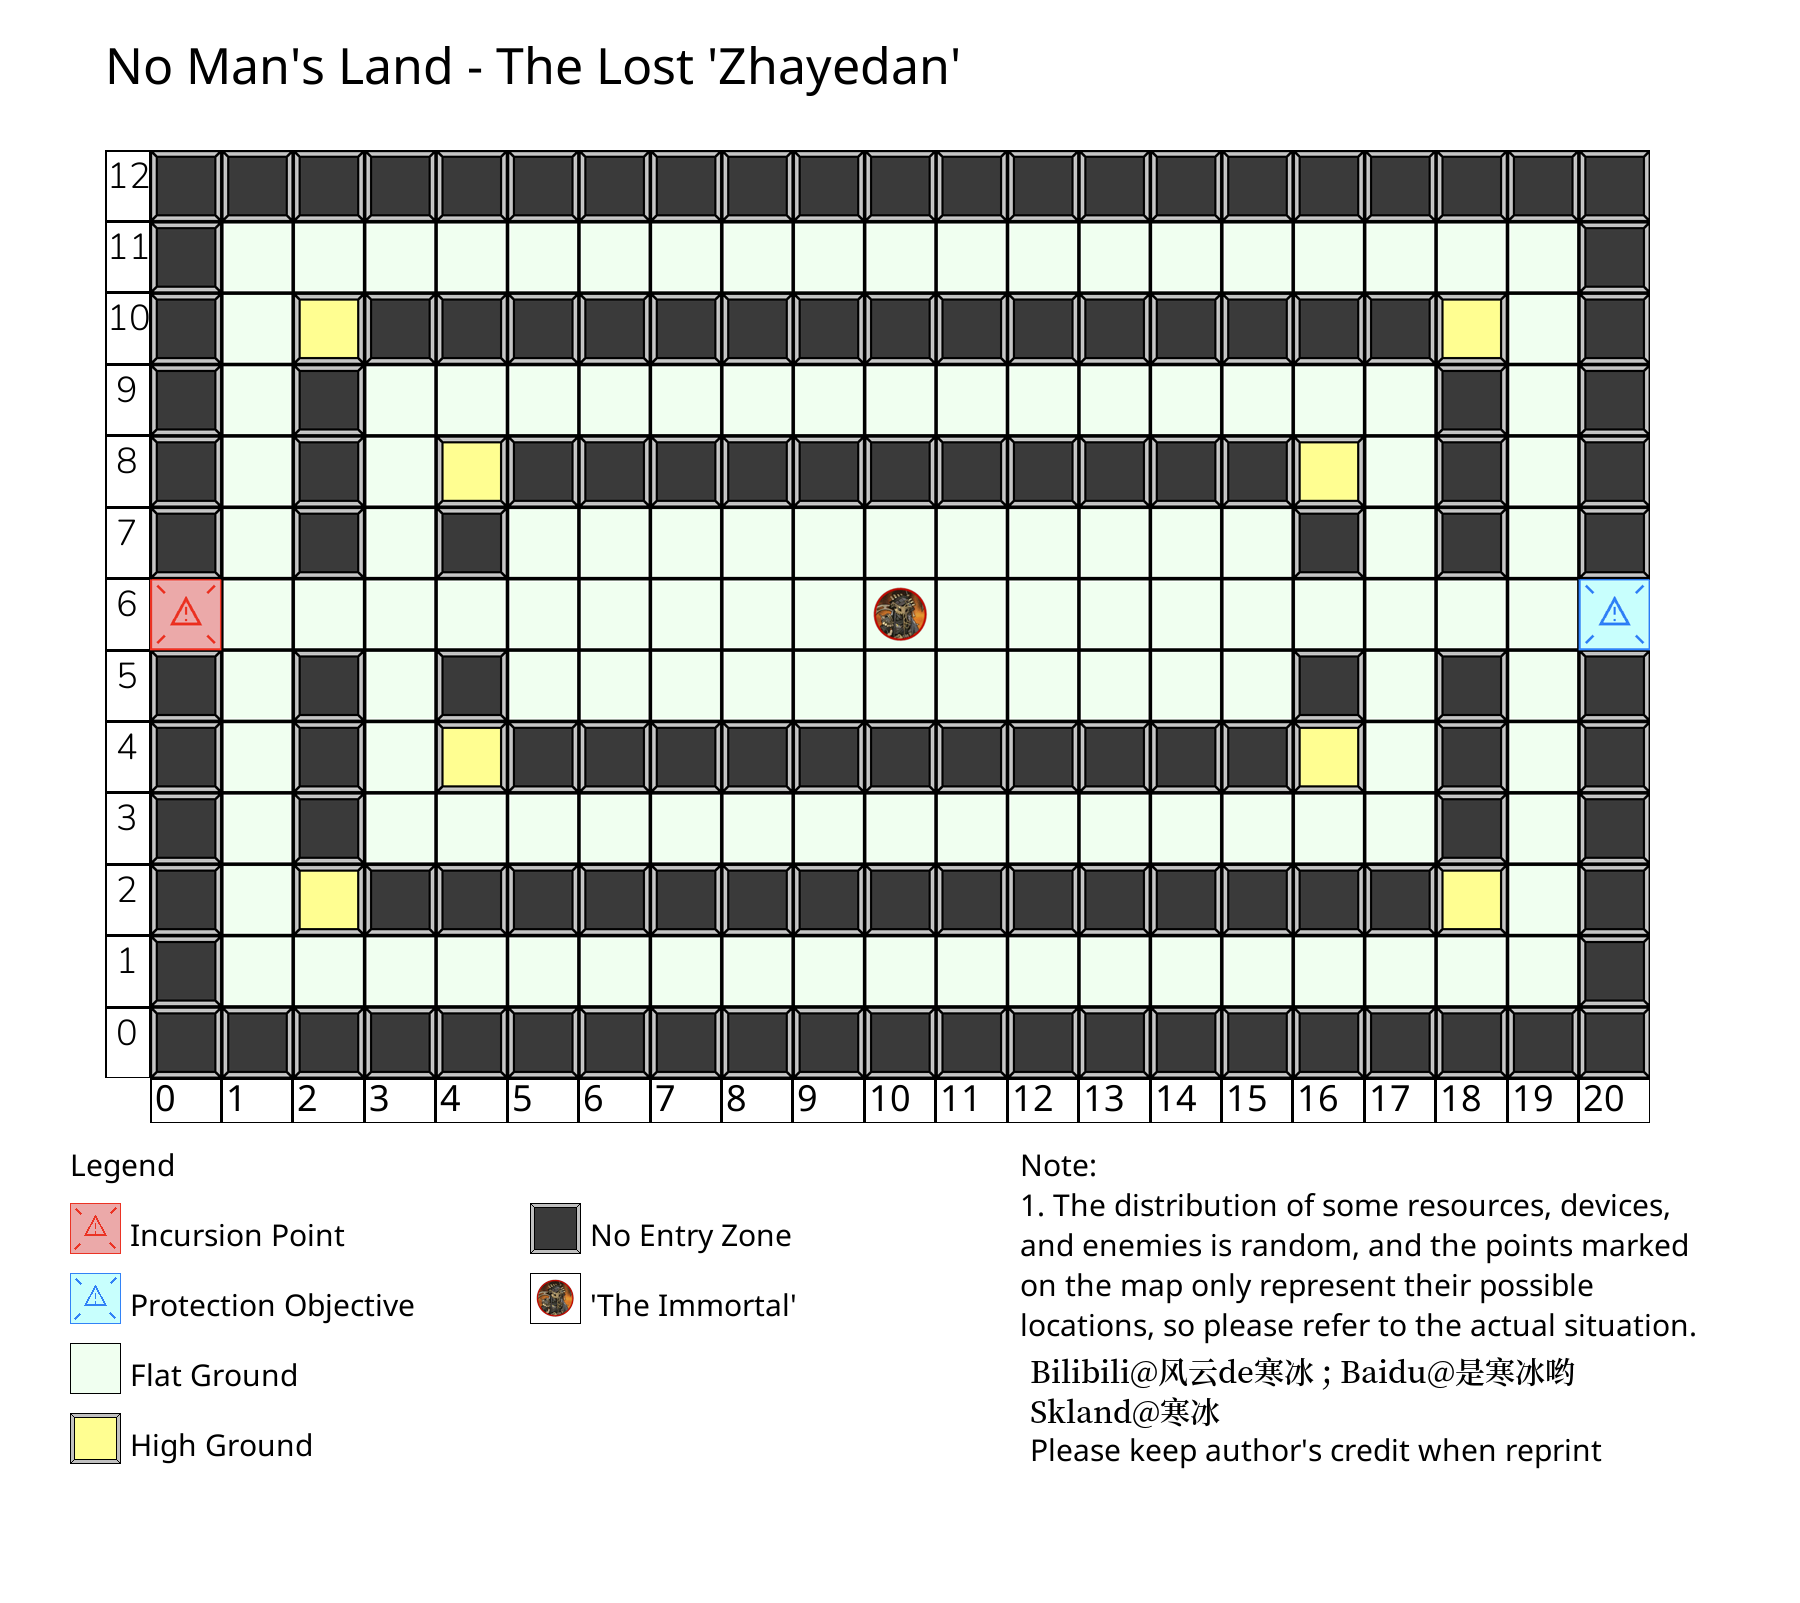 No Man's Land - The Lost 'Zhayedan'
12
11
10
9
8
7
6
5
4
3
2
1
0
0 1 2 3 4 5 6 7 8 9 10 11 12 13 14 15 16 17 18 19 20
Legend
Incursion Point
Protection Objective
Flat Ground
High Ground
No Entry Zone
'The Immortal'
Note:
1. The distribution of some resources, devices,
and enemies is random, and the points marked
on the map only represent their possible
locations, so please refer to the actual situation.
Bilibili@风云de寒冰 ; Baidu@是寒冰哟
Skland@寒冰
Please keep author's credit when reprint